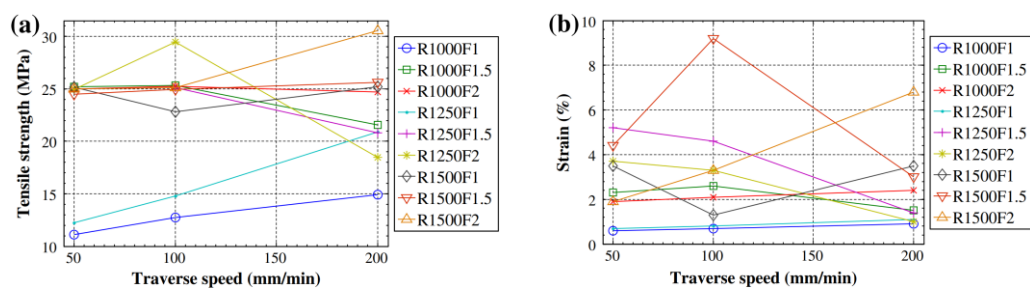 (a)
Tensile strength (MPa)
30
25
20
15
10
50
100
150
200
Traverse speed (mm/min)
R1000F1
R1000F1.5
R1000F2
R1250F1
R1250F1.5
R1250F2
R1500F1
R1500F1.5
R1500F2
(b)
Strain (%)
10
8
6
4
2
0
50
100
150
200
Traverse speed (mm/min)
R1000F1
R1000F1.5
R1000F2
R1250F1
R1250F1.5
R1250F2
R1500F1
R1500F1.5
R1500F2